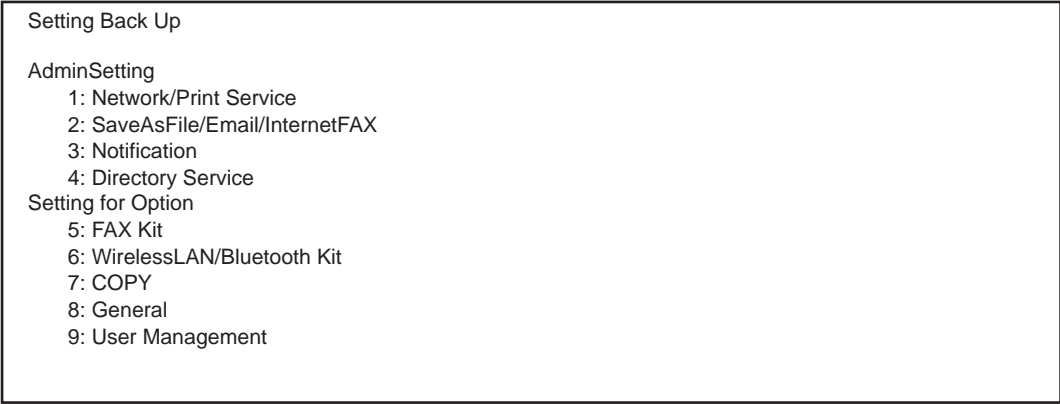 Setting Back Up
AdminSetting
1: Network/Print Service
2: SaveAsFile/Email/InternetFAX
3: Notification
4: Directory Service
Setting for Option
5: FAX Kit
6: WirelessLAN/Bluetooth Kit
7: COPY
8: General
9: User Management